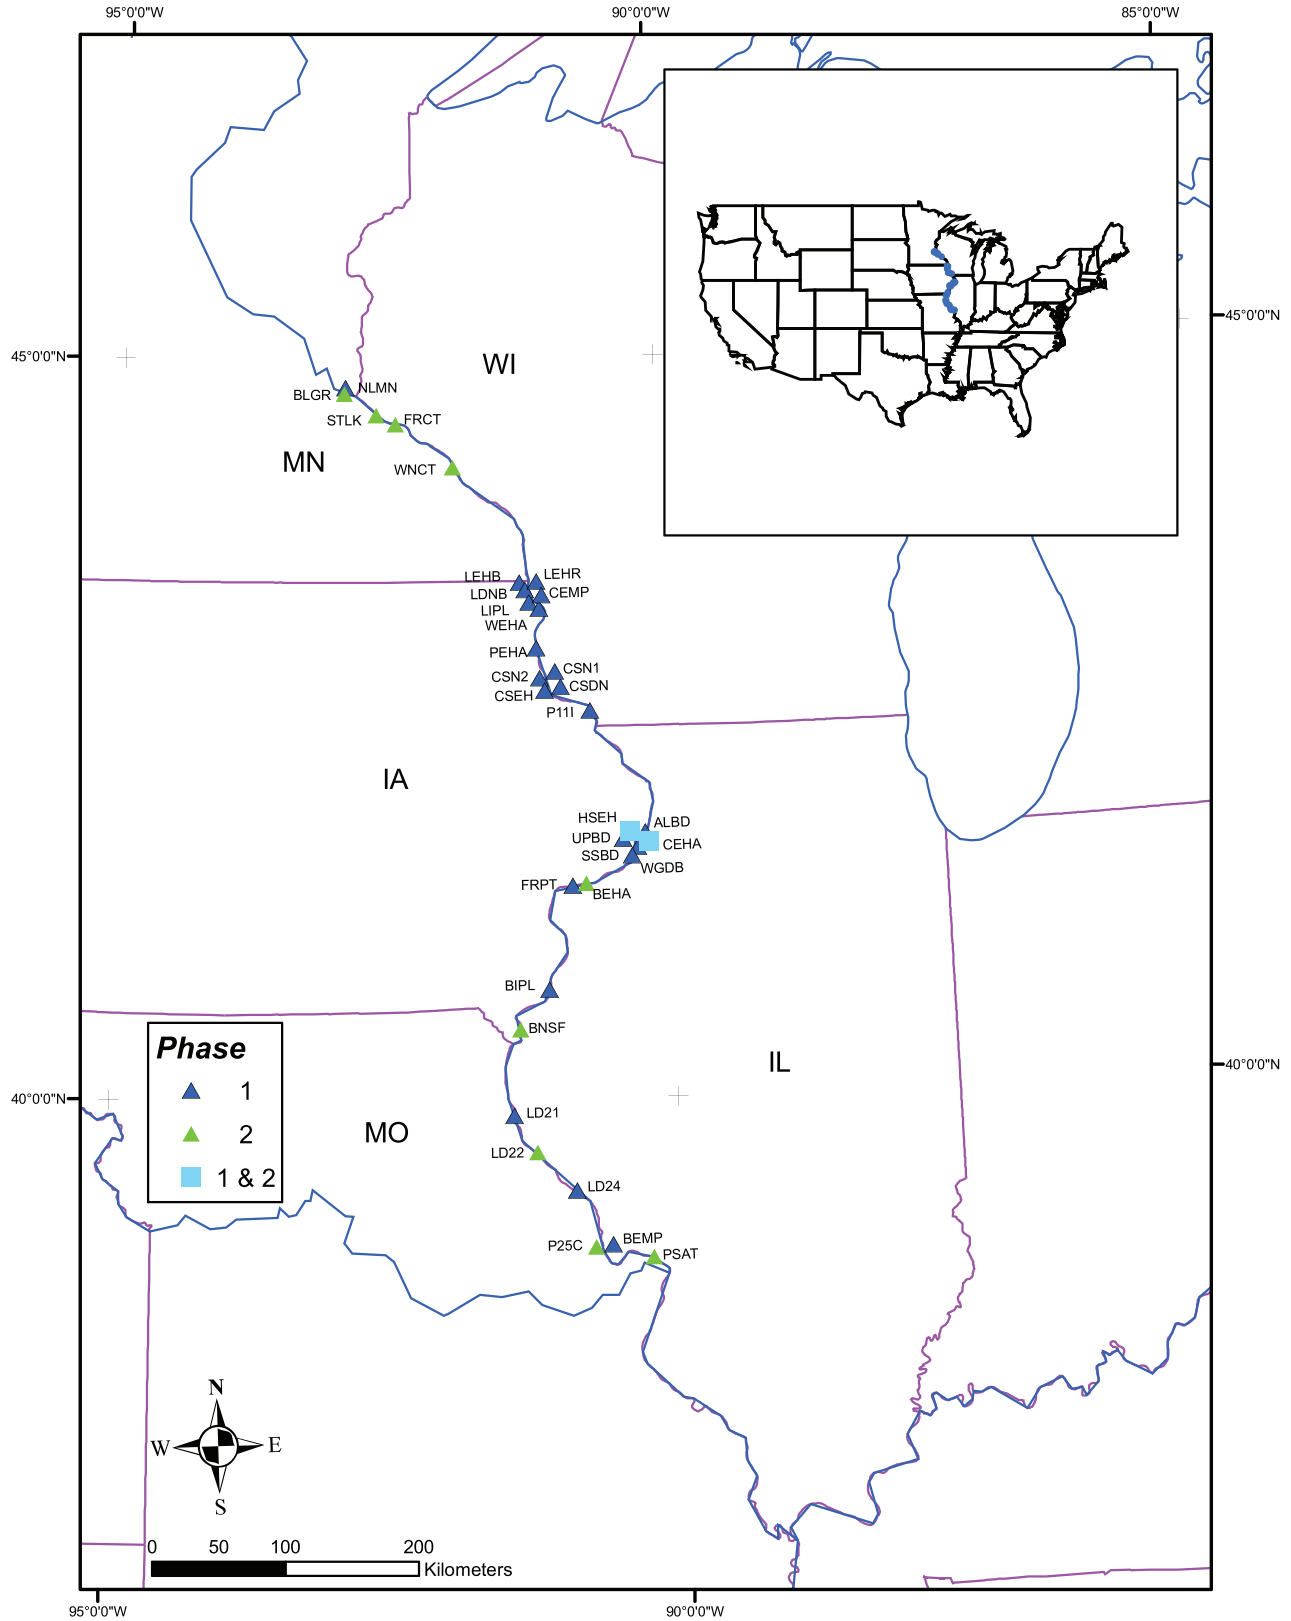 95°0'0"W
90°0'0"W
85°0'0"W
45°0'0"N
45°0'0"N
WI
NLMN
BLGR
STLK
FRCT
MN
WNCT
LEHB
LEHR
LDNB
CEMP
LIPL
WEHA
PEHA
CSN1
CSN2
CSDN
CSEH
P11I
IA
HSEH
ALBD
UPBD
CEHA
SSBD
WGDB
FRPT
BEHA
BIPL
BNSF
Phase
1
2
1 & 2
IL
40°0'0"N
40°0'0"N
LD21
MO
LD22
LD24
P25C
BEMP
PSAT
N
W
E
S
0 50 100 200
Kilometers
95°0'0"W
90°0'0"W